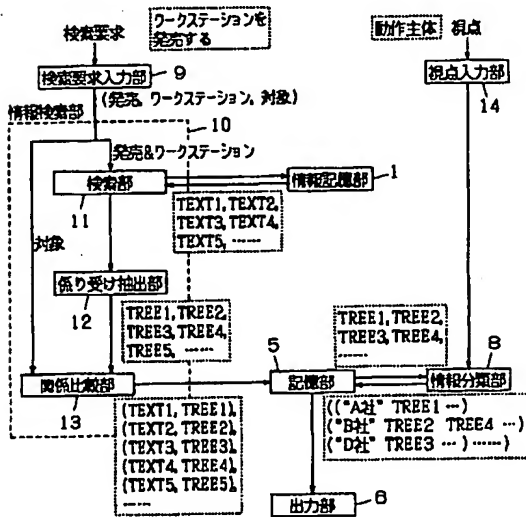 検索要求
ワークステーションを
発売する
動作主体
視点
検索要求入力部
9
視点入力部
14
情報検索部
(発売, ワークステーション, 対象)
10
発売&ワークステーション
検索部
11
情報記憶部
1
TEXT1, TEXT2,
TEXT3, TEXT4,
TEXT5, ……
対象
係り受け抽出部
12
TREE1, TREE2,
TREE3, TREE4,
TREE5, ……
TREE1, TREE2,
TREE3, TREE4,
……
関係比較部
13
5
記憶部
8
情報分類部
(TEXT1, TREE1),
(TEXT2, TREE2),
(TEXT3, TREE3),
(TEXT4, TREE4),
(TEXT5, TREE5),
……
(("A社" TREE1 …)
("B社" TREE2 TREE4 …)
("D社" TREE3 …) ……)
出力部
6